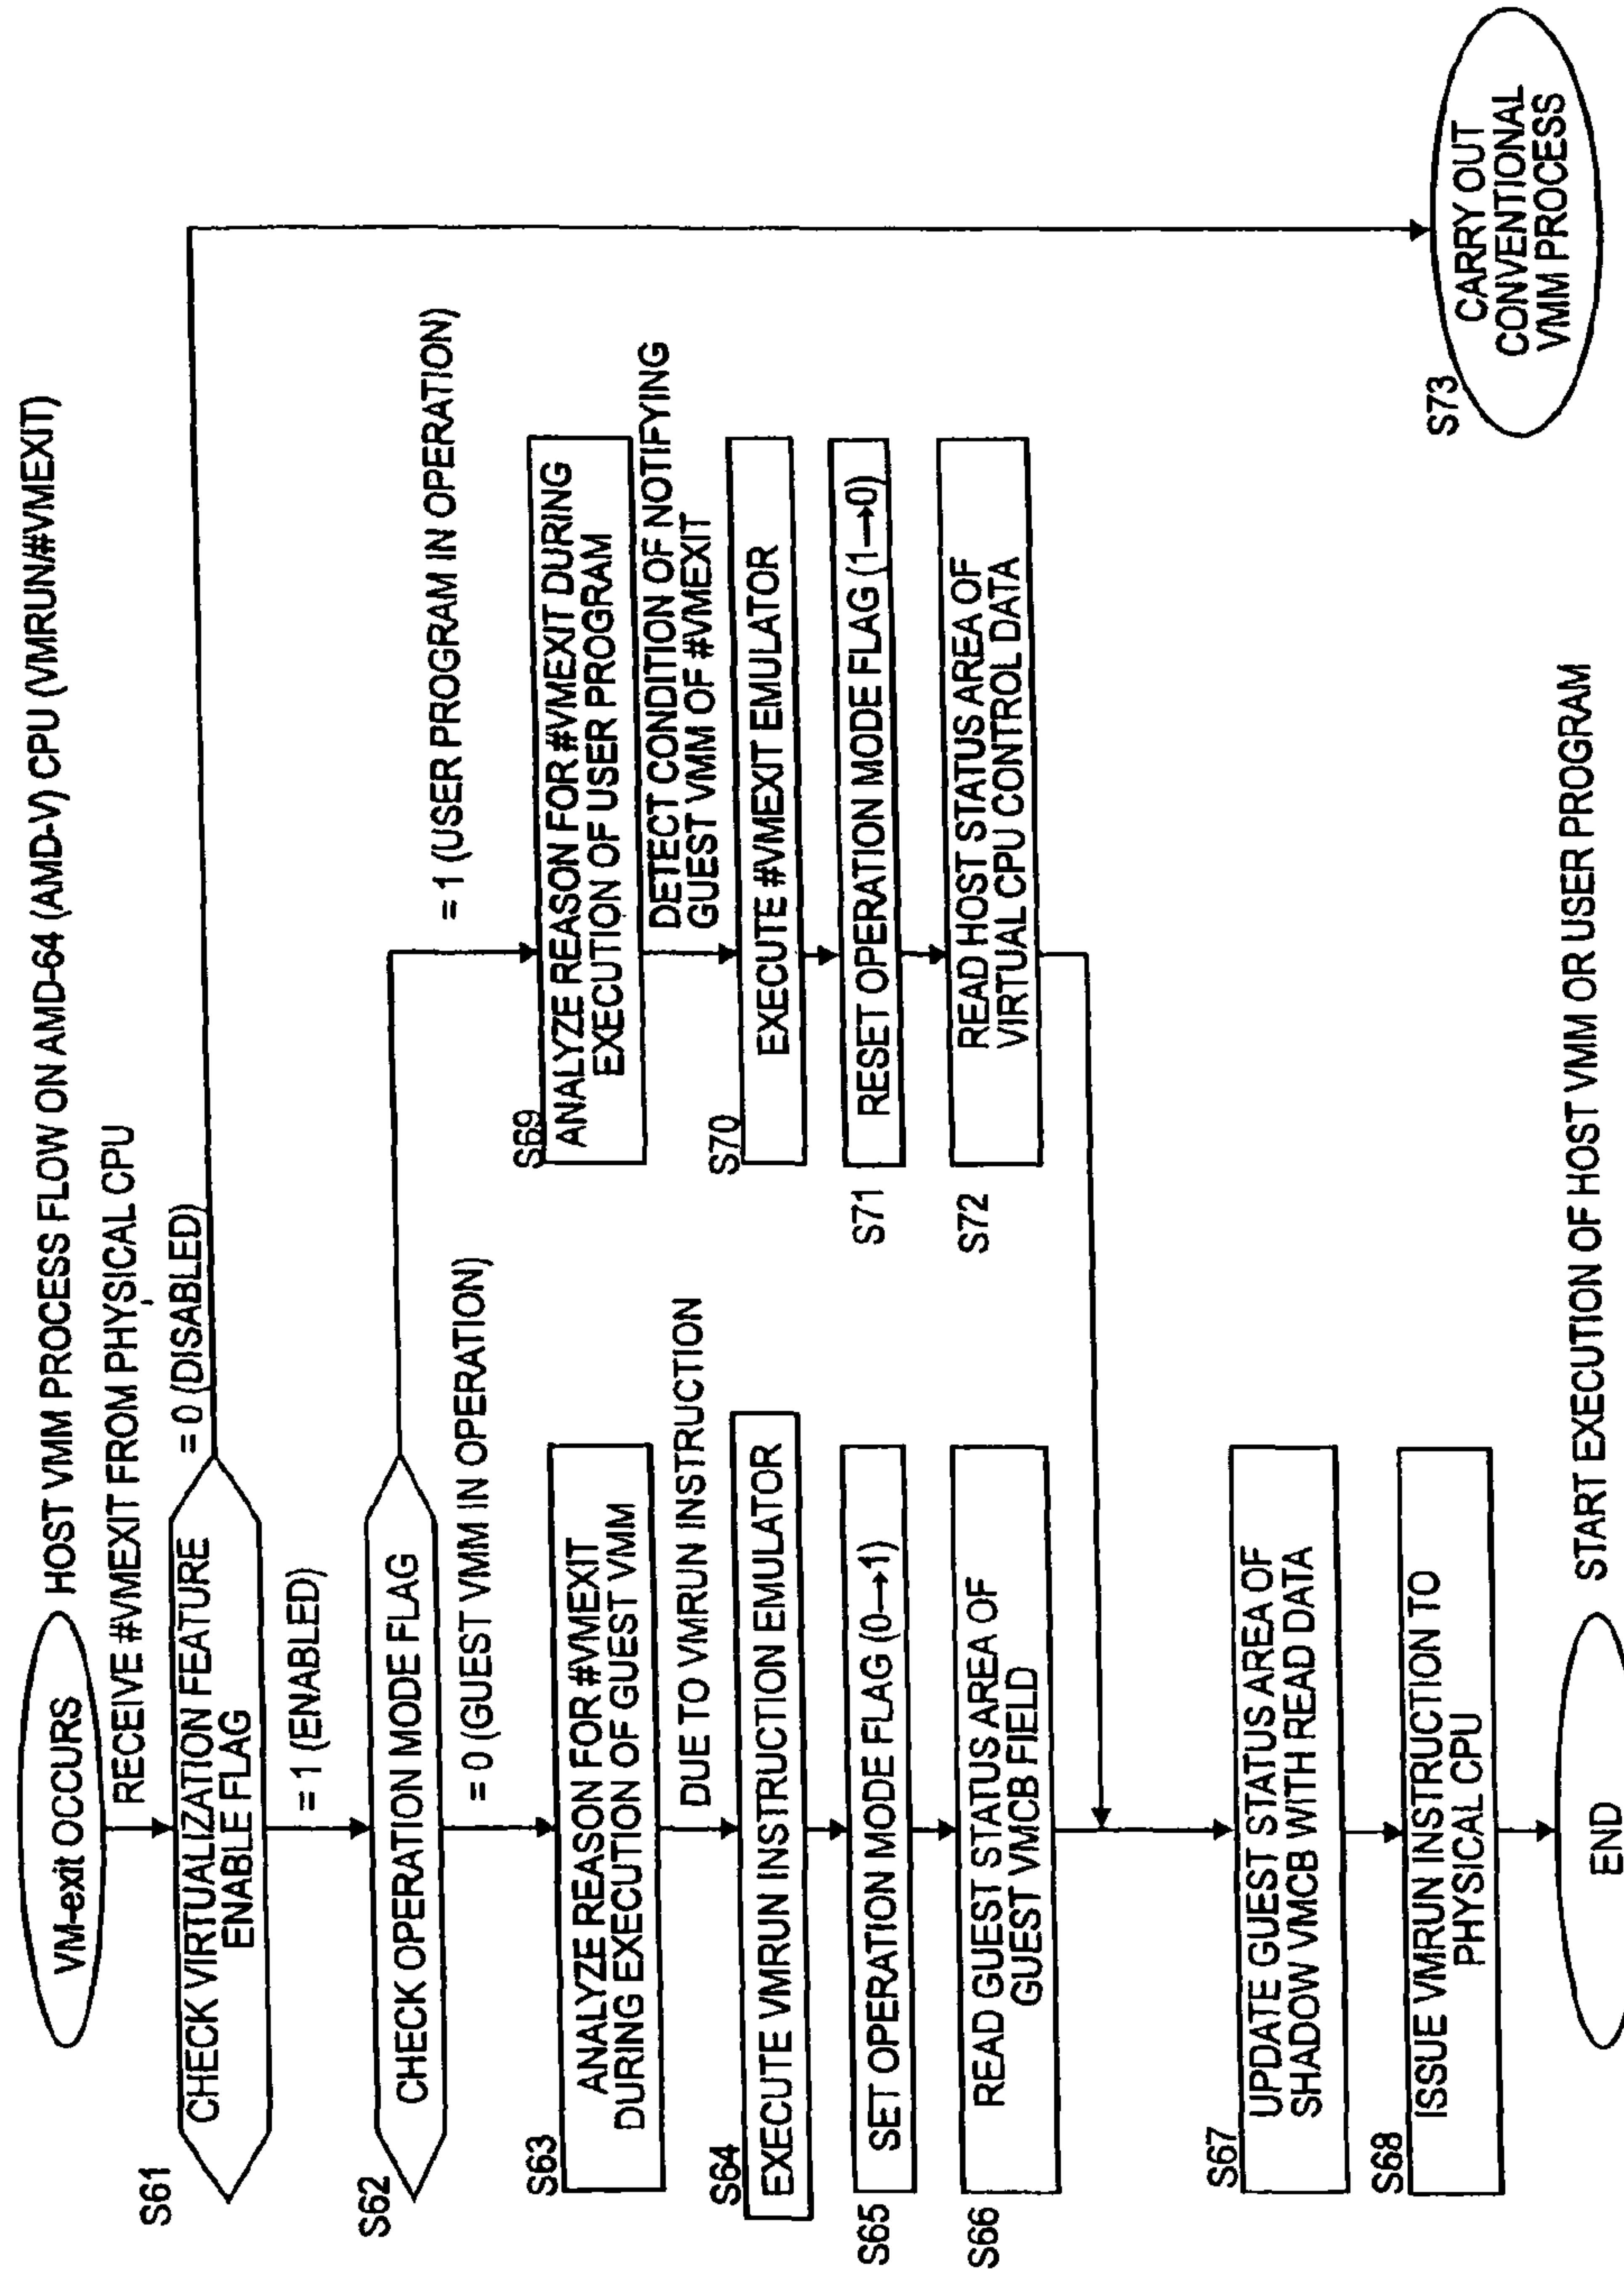 HOST VMM PROCESS FLOW ON AMD-64 (AMD-V) CPU (VMRUN/#VMEXIT)
VM-exit OCCURS
RECEIVE #VMEXIT FROM PHYSICAL CPU
S61
CHECK VIRTUALIZATION FEATURE
ENABLE FLAG
= 0 (DISABLED)
= 1 (ENABLED)
S62
CHECK OPERATION MODE FLAG
= 1 (USER PROGRAM IN OPERATION)
= 0 (GUEST VMM IN OPERATION)
S63
ANALYZE REASON FOR #VMEXIT
DURING EXECUTION OF GUEST VMM
DUE TO VMRUN INSTRUCTION
S64
EXECUTE VMRUN INSTRUCTION EMULATOR
S65
SET OPERATION MODE FLAG (0→1)
S66
READ GUEST STATUS AREA OF
GUEST VMCB FIELD
S69
ANALYZE REASON FOR #VMEXIT DURING
EXECUTION OF USER PROGRAM
DETECT CONDITION OF NOTIFYING
GUEST VMM OF #VMEXIT
S70
EXECUTE #VMEXIT EMULATOR
S71
RESET OPERATION MODE FLAG (1→0)
S72
READ HOST STATUS AREA OF
VIRTUAL CPU CONTROL DATA
S67
UPDATE GUEST STATUS AREA OF
SHADOW VMCB WITH READ DATA
S68
ISSUE VMRUN INSTRUCTION TO
PHYSICAL CPU
END
START EXECUTION OF HOST VMM OR USER PROGRAM
S73
CARRY OUT
CONVENTIONAL
VMM PROCESS